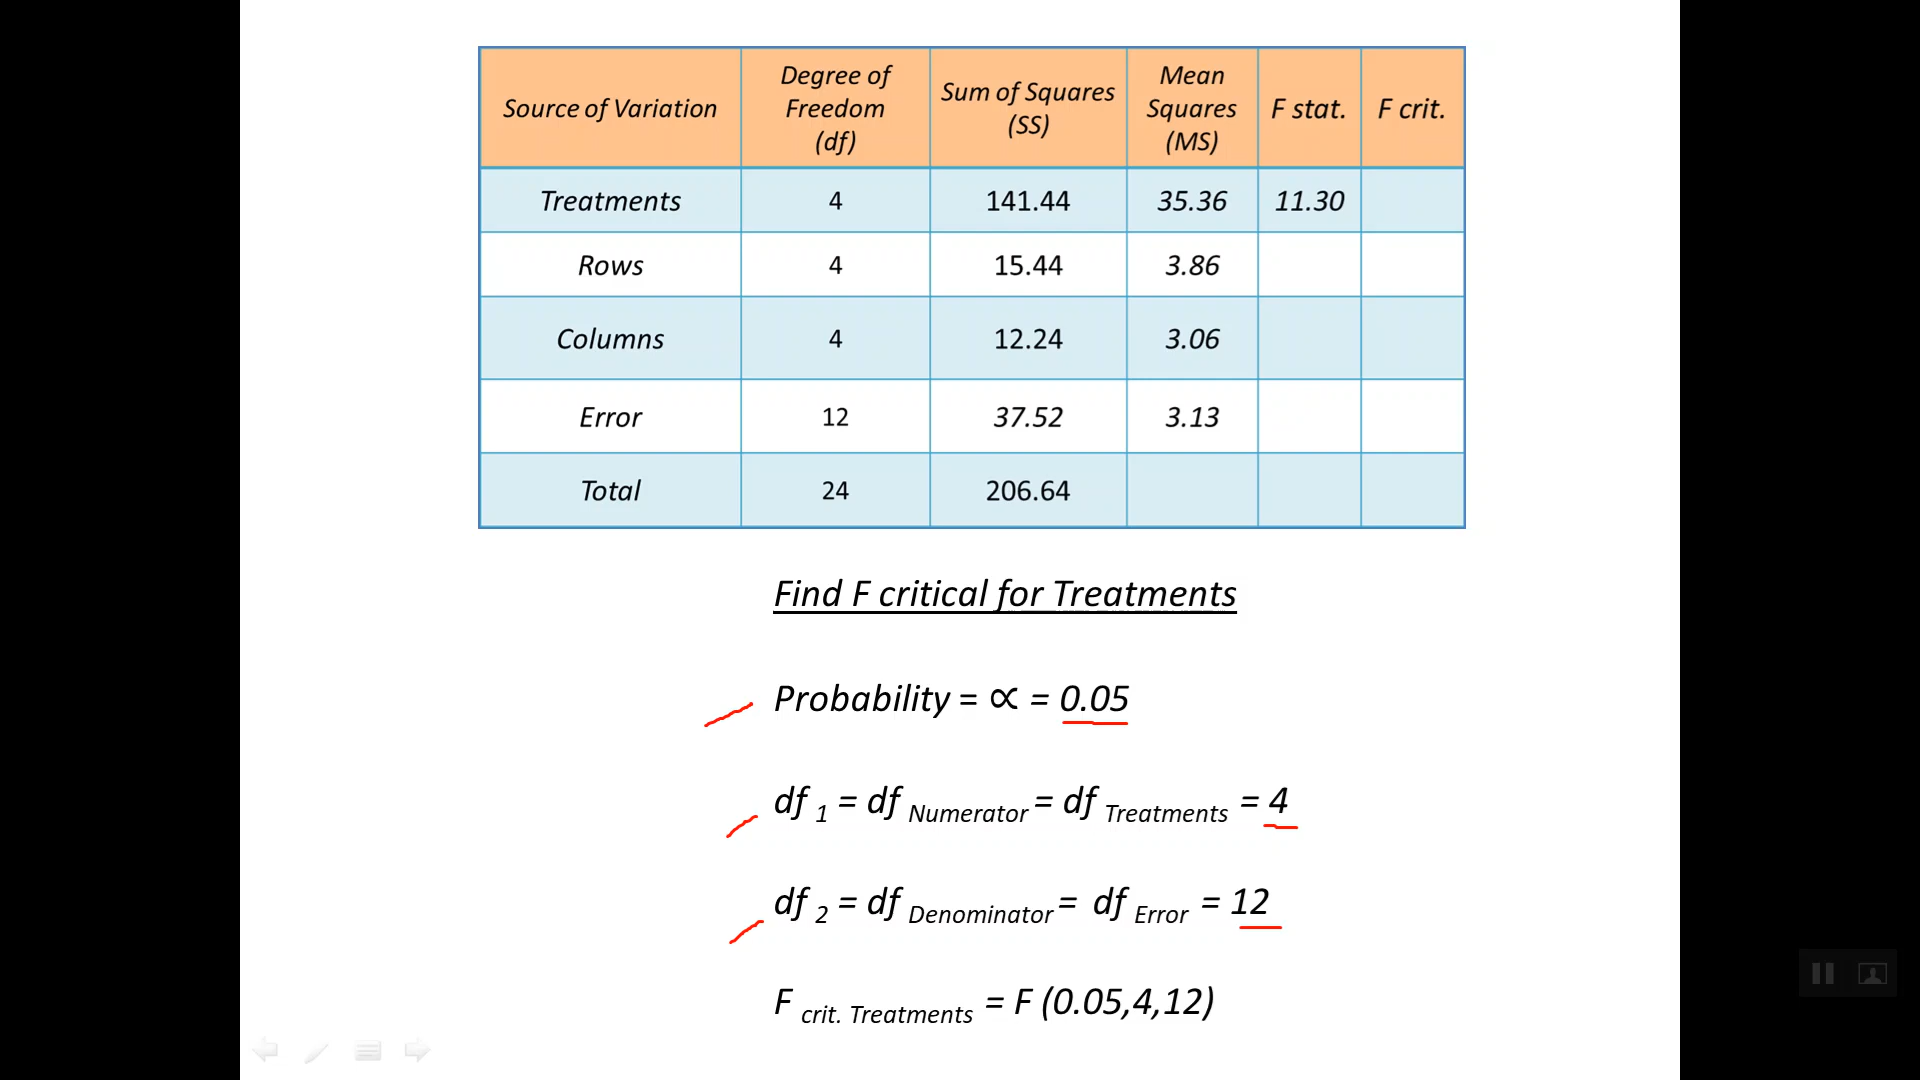 Source of Variation Degree of Freedom (df) Sum of Squares (SS) Mean Squares (MS) F stat. F crit.
Treatments 4 141.44 35.36 11.30
Rows 4 15.44 3.86
Columns 4 12.24 3.06
Error 12 37.52 3.13
Total 24 206.64
Find F critical for Treatments
Probability = ∝ = 0.05
df 1 = df Numerator = df Treatments = 4
df 2 = df Denominator = df Error = 12
F crit. Treatments = F (0.05,4,12)